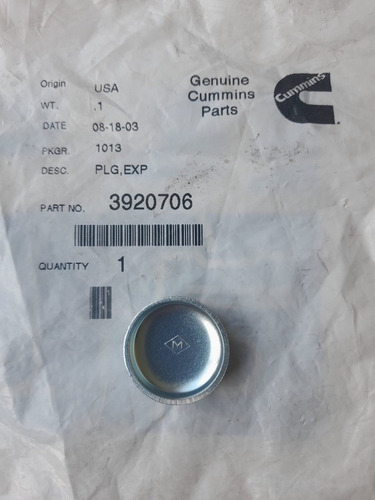 Origin USA
WT. .1
DATE 08-18-03
PKGR. 1013
DESC. PLG,EXP
PART NO. 3920706
QUANTITY 1
Genuine
Cummins
Parts
Cummins
M